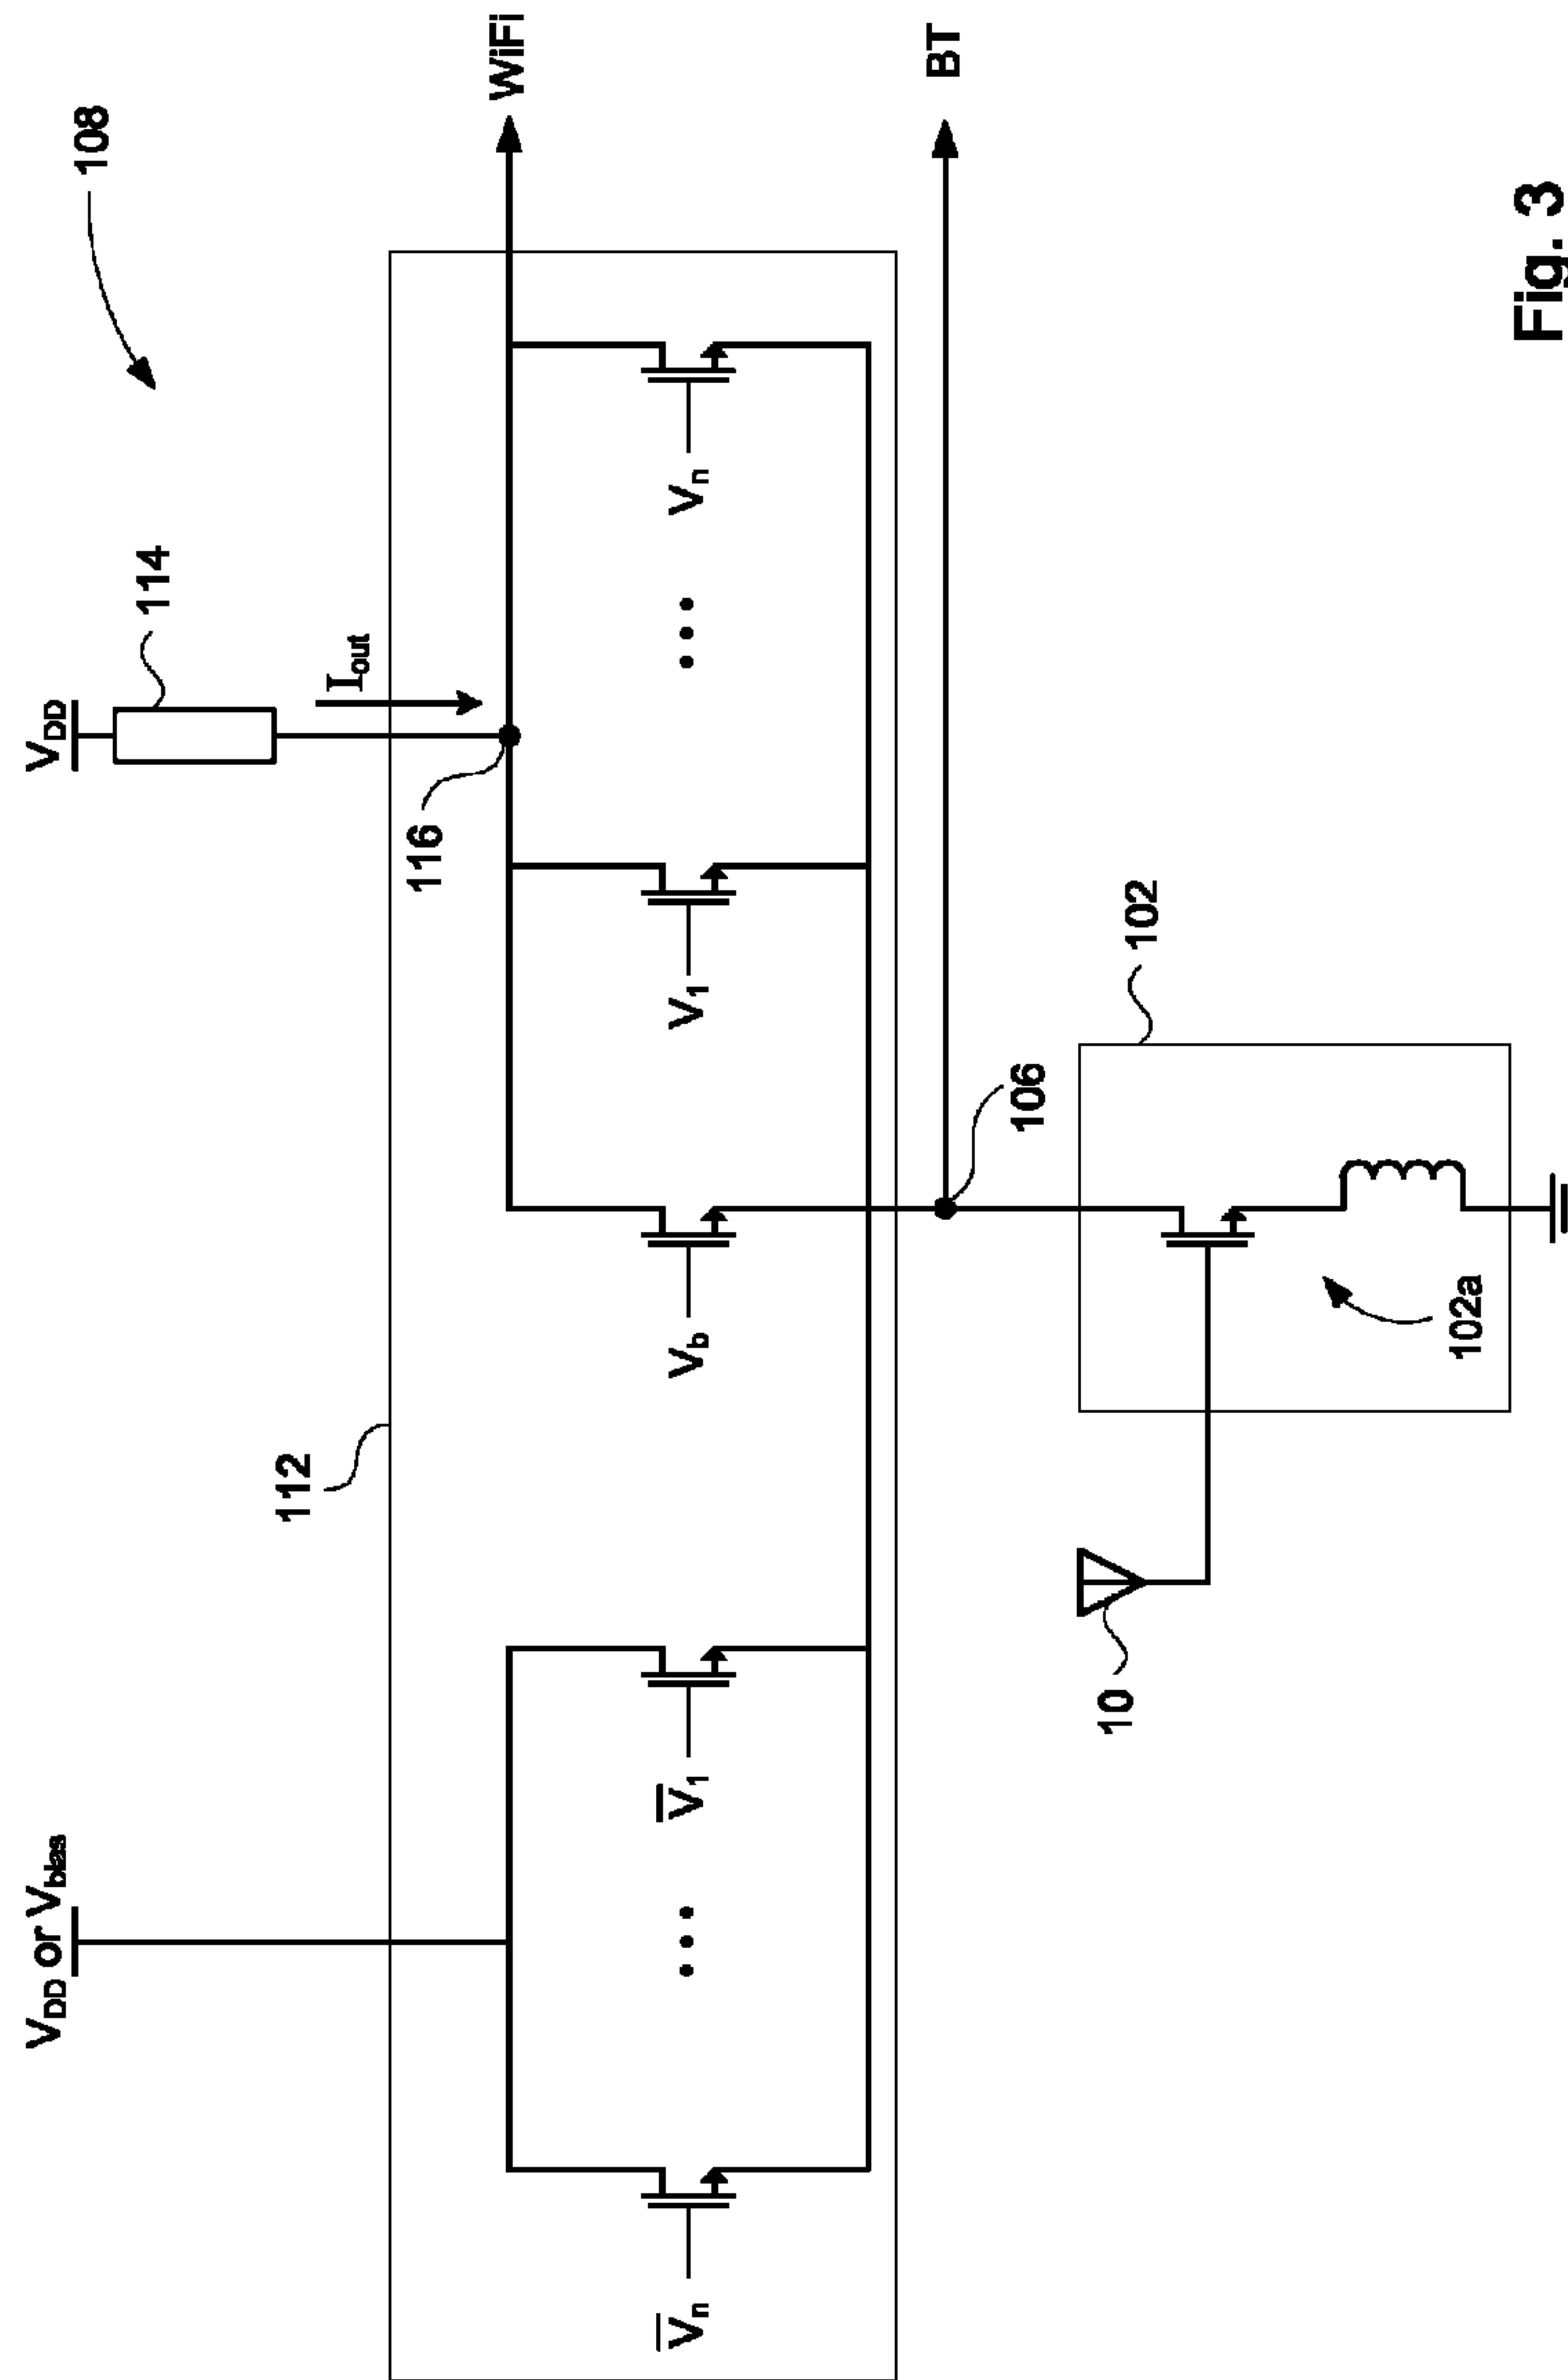 108
V_DD or V_bias
V_DD
114
I_out
112
116
WiFi
V̅_n
• • •
V̅_1
V_b
V_1
• • •
V_n
106
BT
10
102
102a
Fig. 3